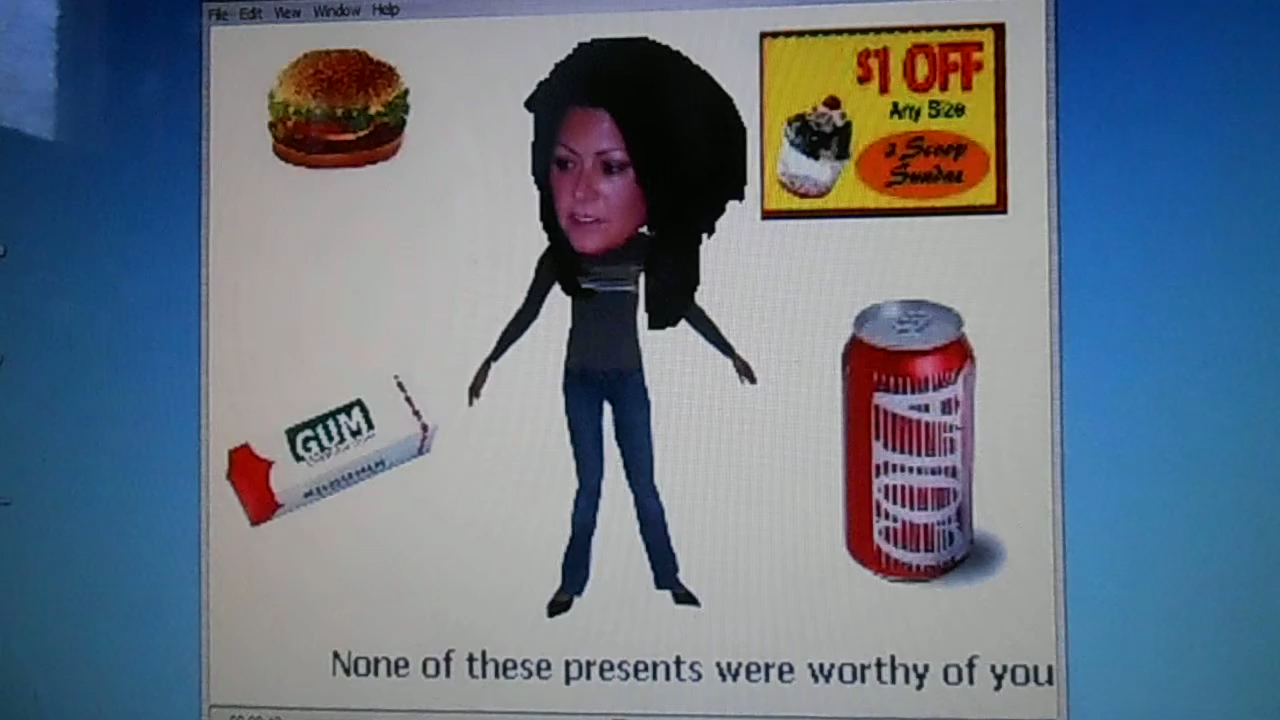 File Edit View Window Help
$1 OFF
Any Size
2 Scoop
Sundae
GUM
None of these presents were worthy of you